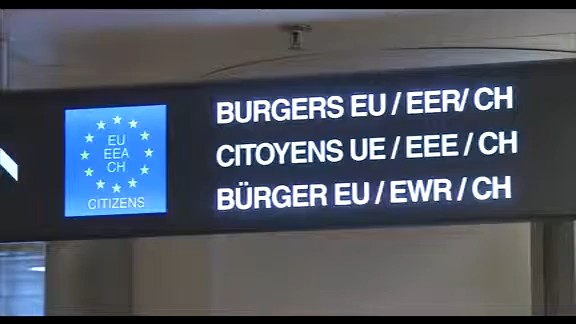 EU
EEA
CH
CITIZENS
BURGERS EU / EER/ CH
CITOYENS UE / EEE / CH
BÜRGER EU / EWR / CH